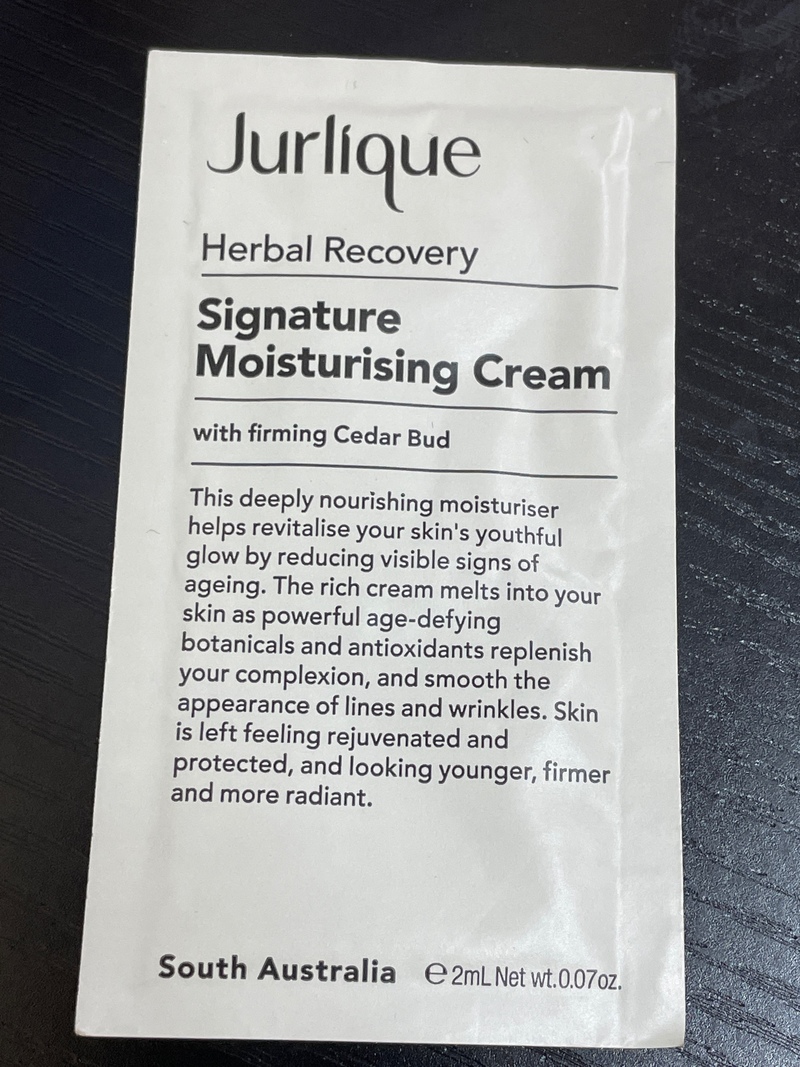 Jurlique
Herbal Recovery
Signature
Moisturising Cream
with firming Cedar Bud
This deeply nourishing moisturiser
helps revitalise your skin's youthful
glow by reducing visible signs of
ageing. The rich cream melts into your
skin as powerful age-defying
botanicals and antioxidants replenish
your complexion, and smooth the
appearance of lines and wrinkles. Skin
is left feeling rejuvenated and
protected, and looking younger, firmer
and more radiant.
South Australia ℮ 2mL Net wt.0.07oz.